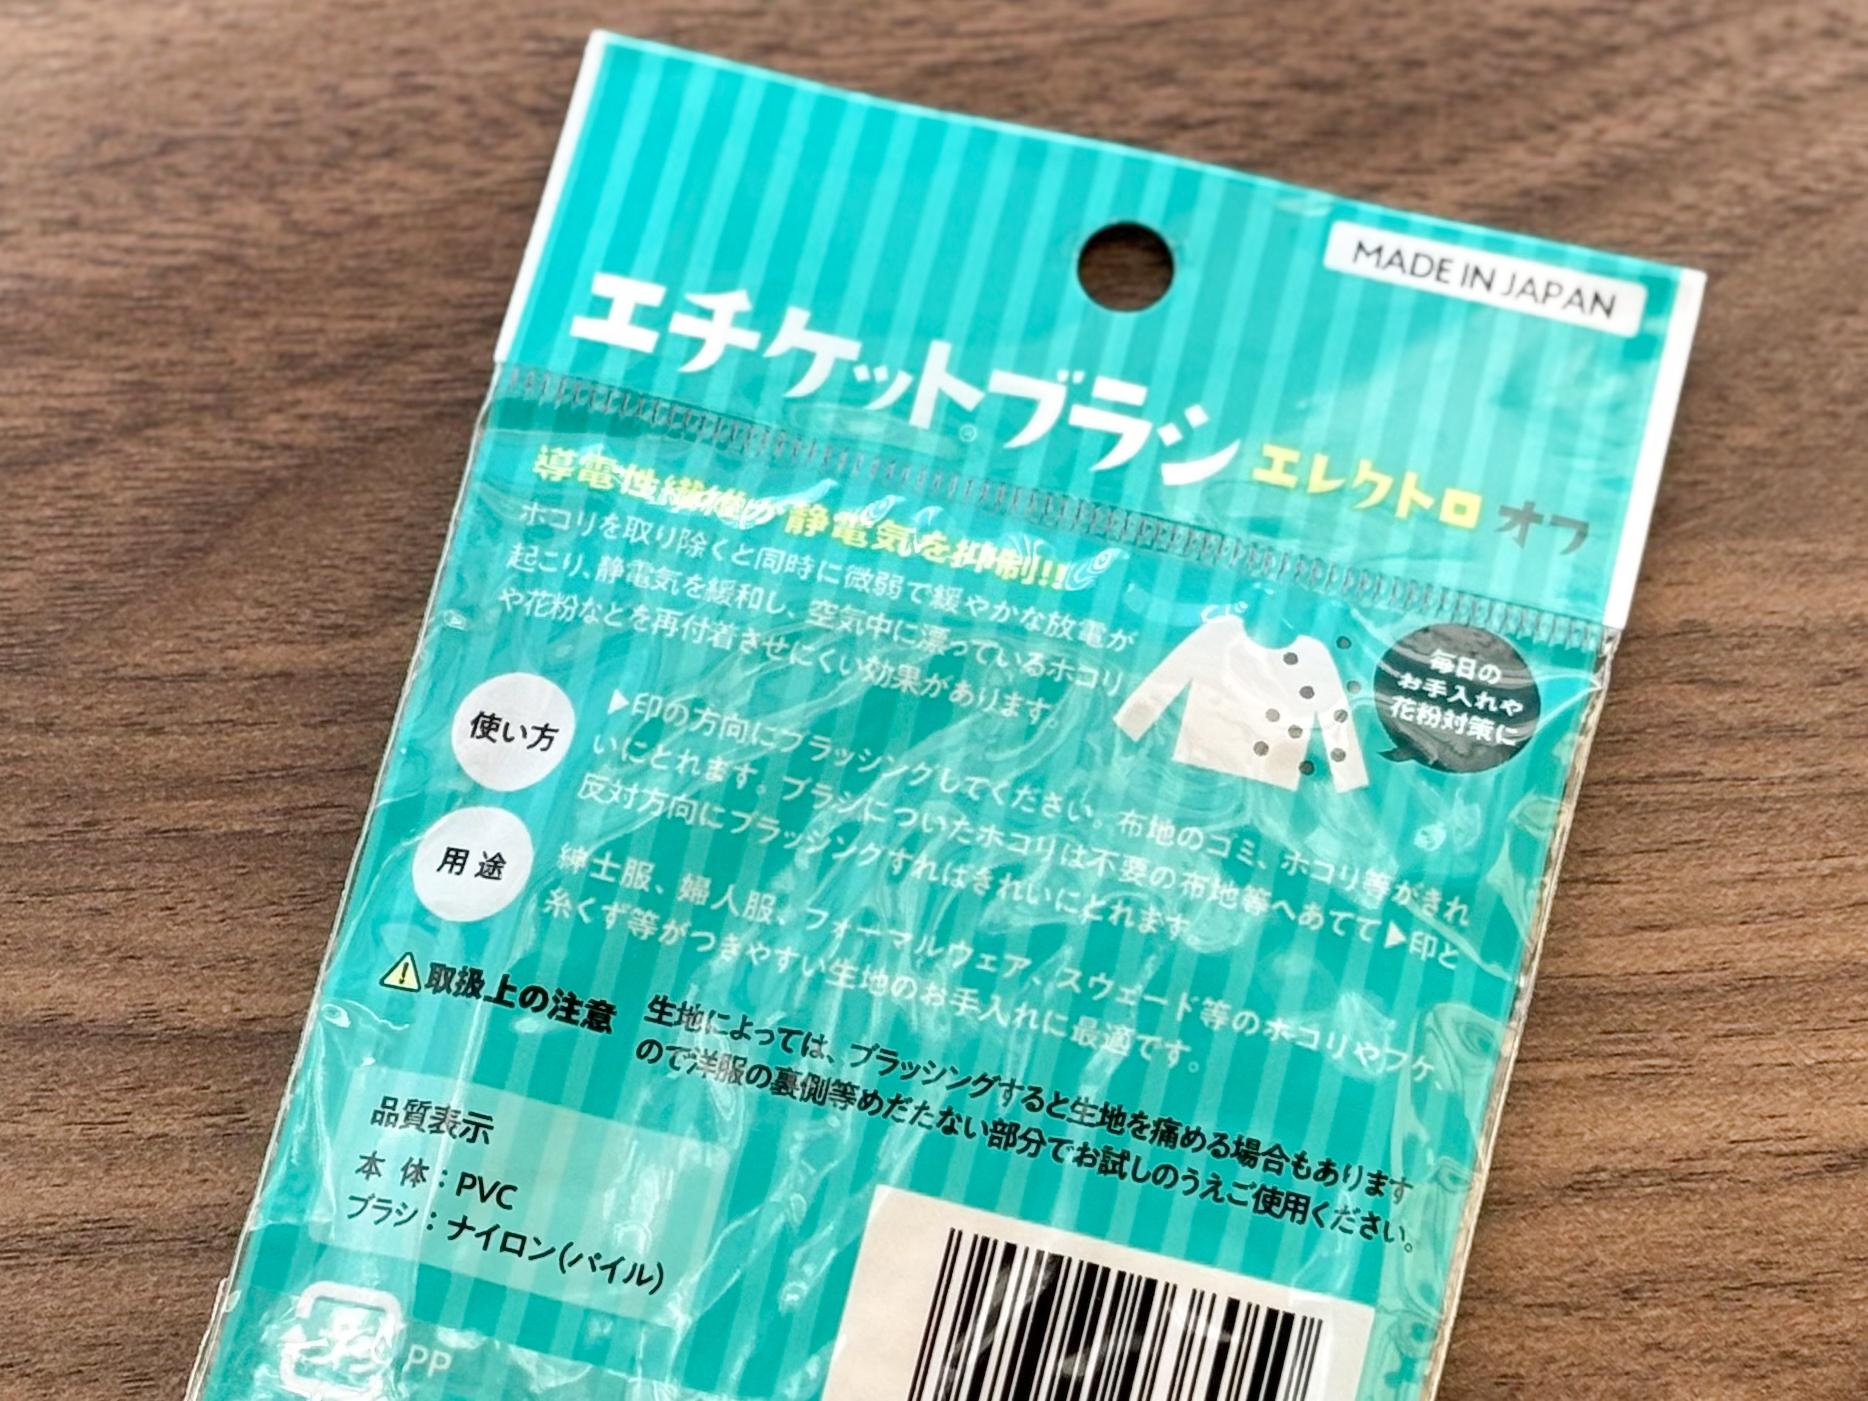 MADE IN JAPAN
エチケットブラシ エレクトロ オフ
導電性繊維が静電気を抑制!!
ホコリを取り除くと同時に微弱で緩やかな放電が
起こり、静電気を緩和し、空気中に漂っているホコリ
や花粉などを再付着させにくい効果があります。
毎日の
お手入れや
花粉対策に
使い方
▶印の方向にブラッシングしてください。布地のゴミ、ホコリ等がきれ
いにとれます。ブラシについたホコリは不要の布地等へあてて▶印と
反対方向にブラッシングすればきれいにとれます。
用途
紳士服、婦人服、フォーマルウェア、スウェード等のホコリやフケ、
糸くず等がつきやすい生地のお手入れに最適です。
取扱上の注意
生地によっては、ブラッシングすると生地を痛める場合もあります
ので洋服の裏側等めだたない部分でお試しのうえご使用ください。
品質表示
本 体：PVC
ブラシ：ナイロン(パイル)
プラ
PP